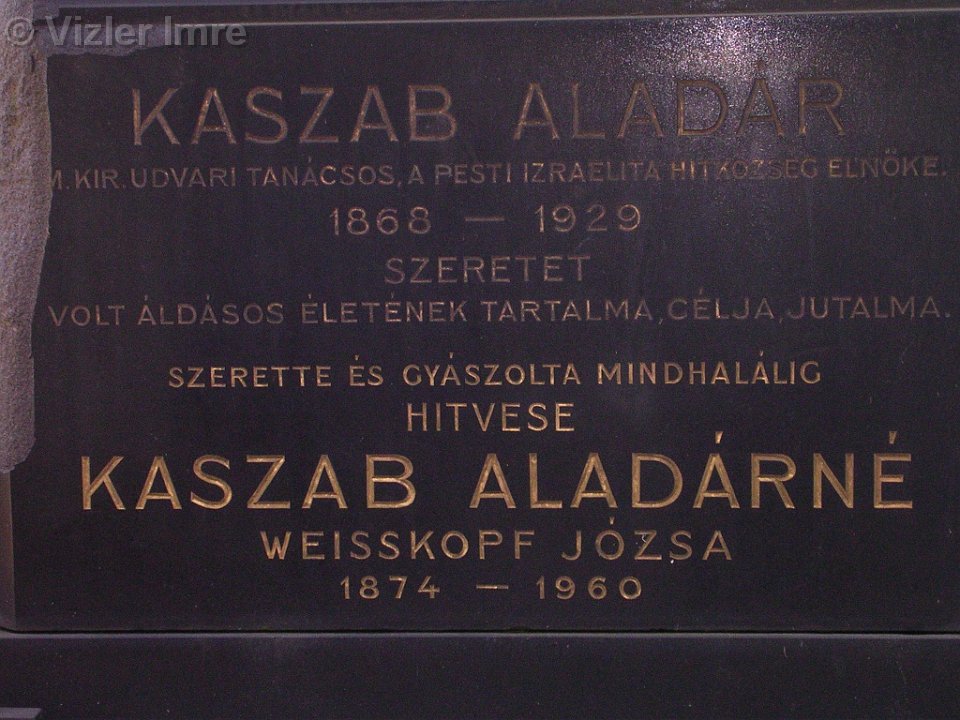 © Vizler Imre
KASZAB ALADÁR
M. KIR. UDVARI TANÁCSOS, A PESTI IZRAELITA HITKÖZSÉG ELNÖKE.
1868 — 1929
SZERETET
VOLT ÁLDÁSOS ÉLETÉNEK TARTALMA, CÉLJA, JUTALMA.
SZERETTE ÉS GYÁSZOLTA MINDHALÁLIG
HITVESE
KASZAB ALADÁRNÉ
WEISSKOPF JÓZSA
1874 — 1960